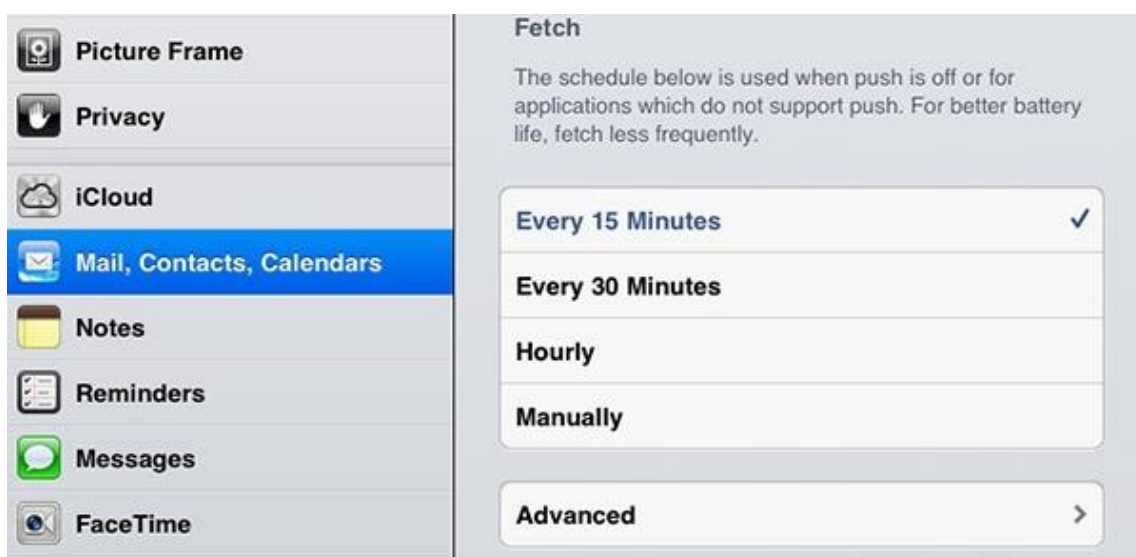 Picture Frame
Privacy
iCloud
Mail, Contacts, Calendars
Notes
Reminders
Messages
FaceTime
Fetch
The schedule below is used when push is off or for
applications which do not support push. For better battery
life, fetch less frequently.
Every 15 Minutes
Every 30 Minutes
Hourly
Manually
Advanced